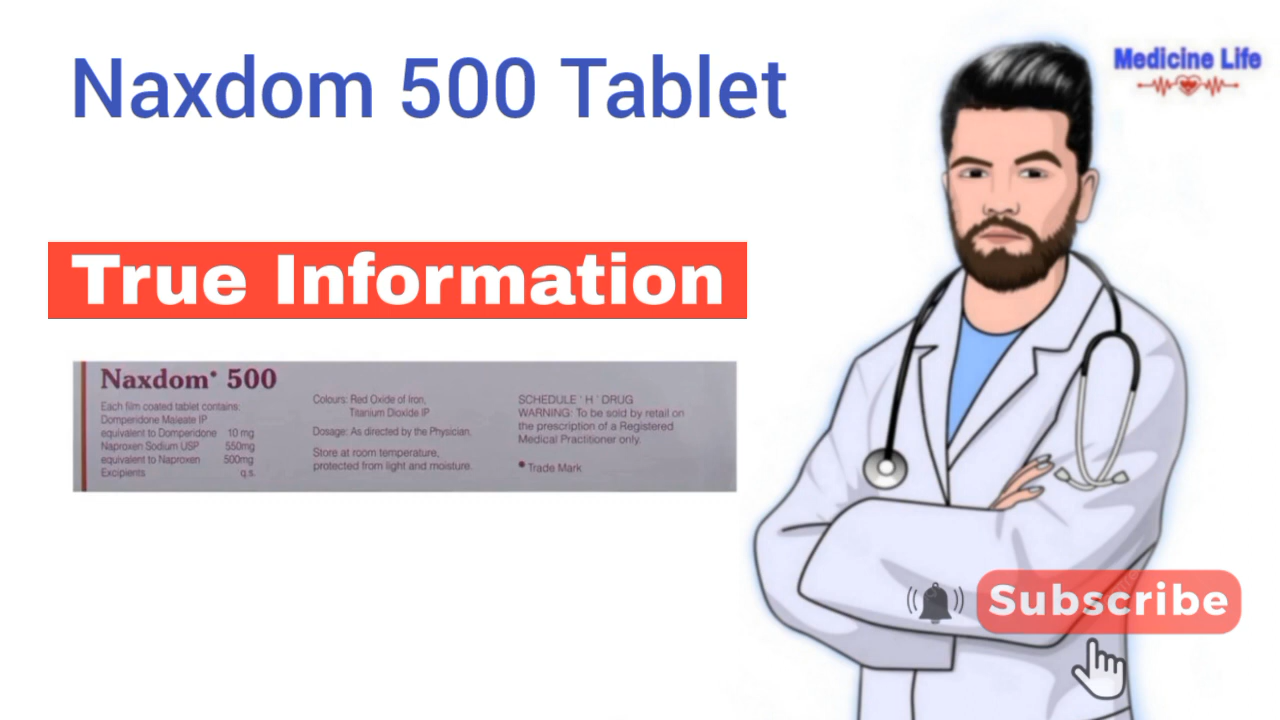 Naxdom 500 Tablet
Medicine Life
True Information
Naxdom* 500
Each film coated tablet contains:
Domperidone Maleate IP
equivalent to Domperidone 10 mg
Naproxen Sodium USP 550mg
equivalent to Naproxen 500mg
Excipients q.s.
Colours: Red Oxide of Iron,
Titanium Dioxide IP
Dosage: As directed by the Physician.
Store at room temperature,
protected from light and moisture.
SCHEDULE ' H ' DRUG
WARNING: To be sold by retail on
the prescription of a Registered
Medical Practitioner only.
* Trade Mark
Subscribe